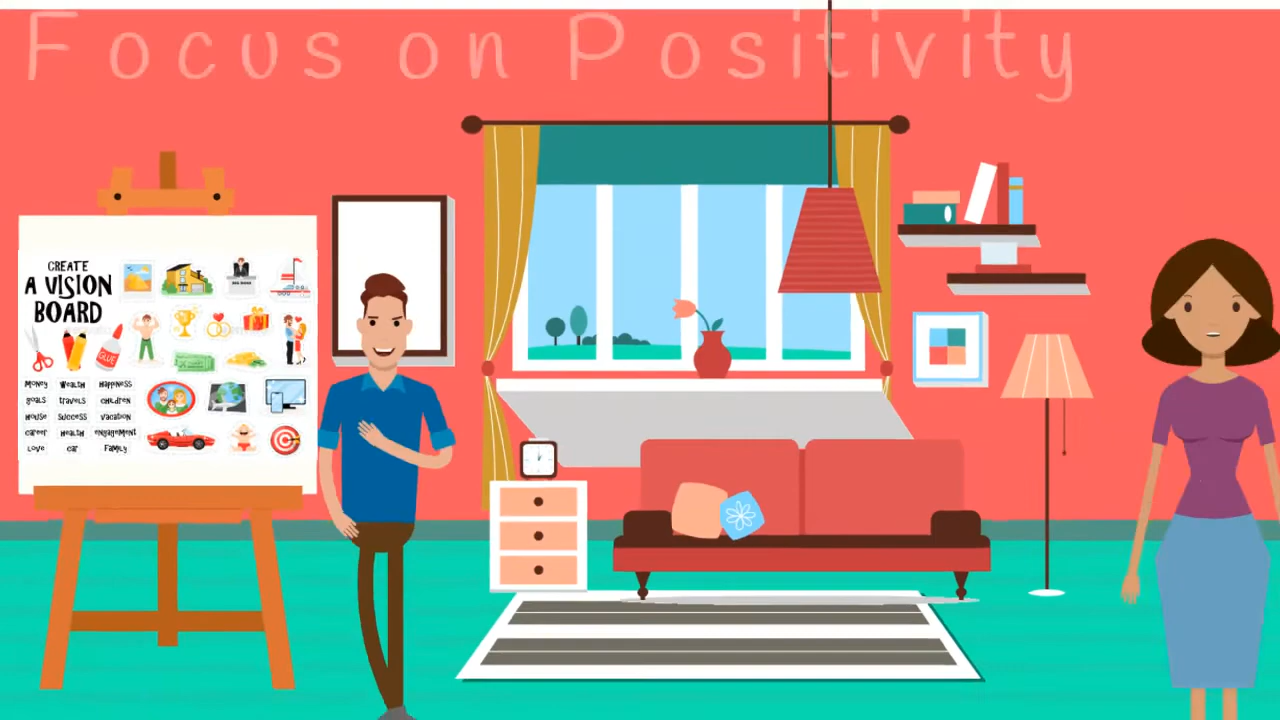 Focus on Positivity
CREATE
A VISION
BOARD
GLUE
MONEY WEALTH HAPPINESS
GOALS TRAVELS CHILDREN
HOUSE SUCCESS VACATION
CAREER HEALTH ENGAGEMENT
LOVE CAR FAMILY